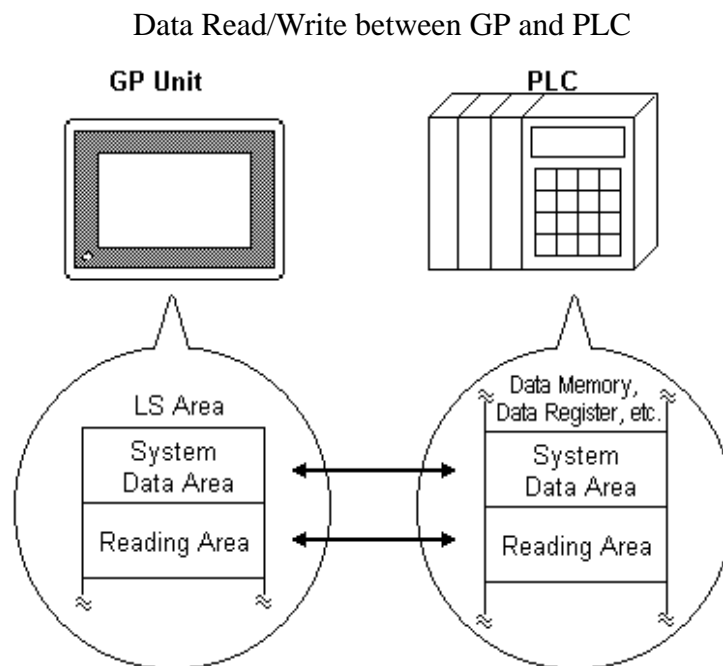 Data Read/Write between GP and PLC
GP Unit
PLC
LS Area
System
Data Area
Reading Area
Data Memory,
Data Register, etc.
System
Data Area
Reading Area